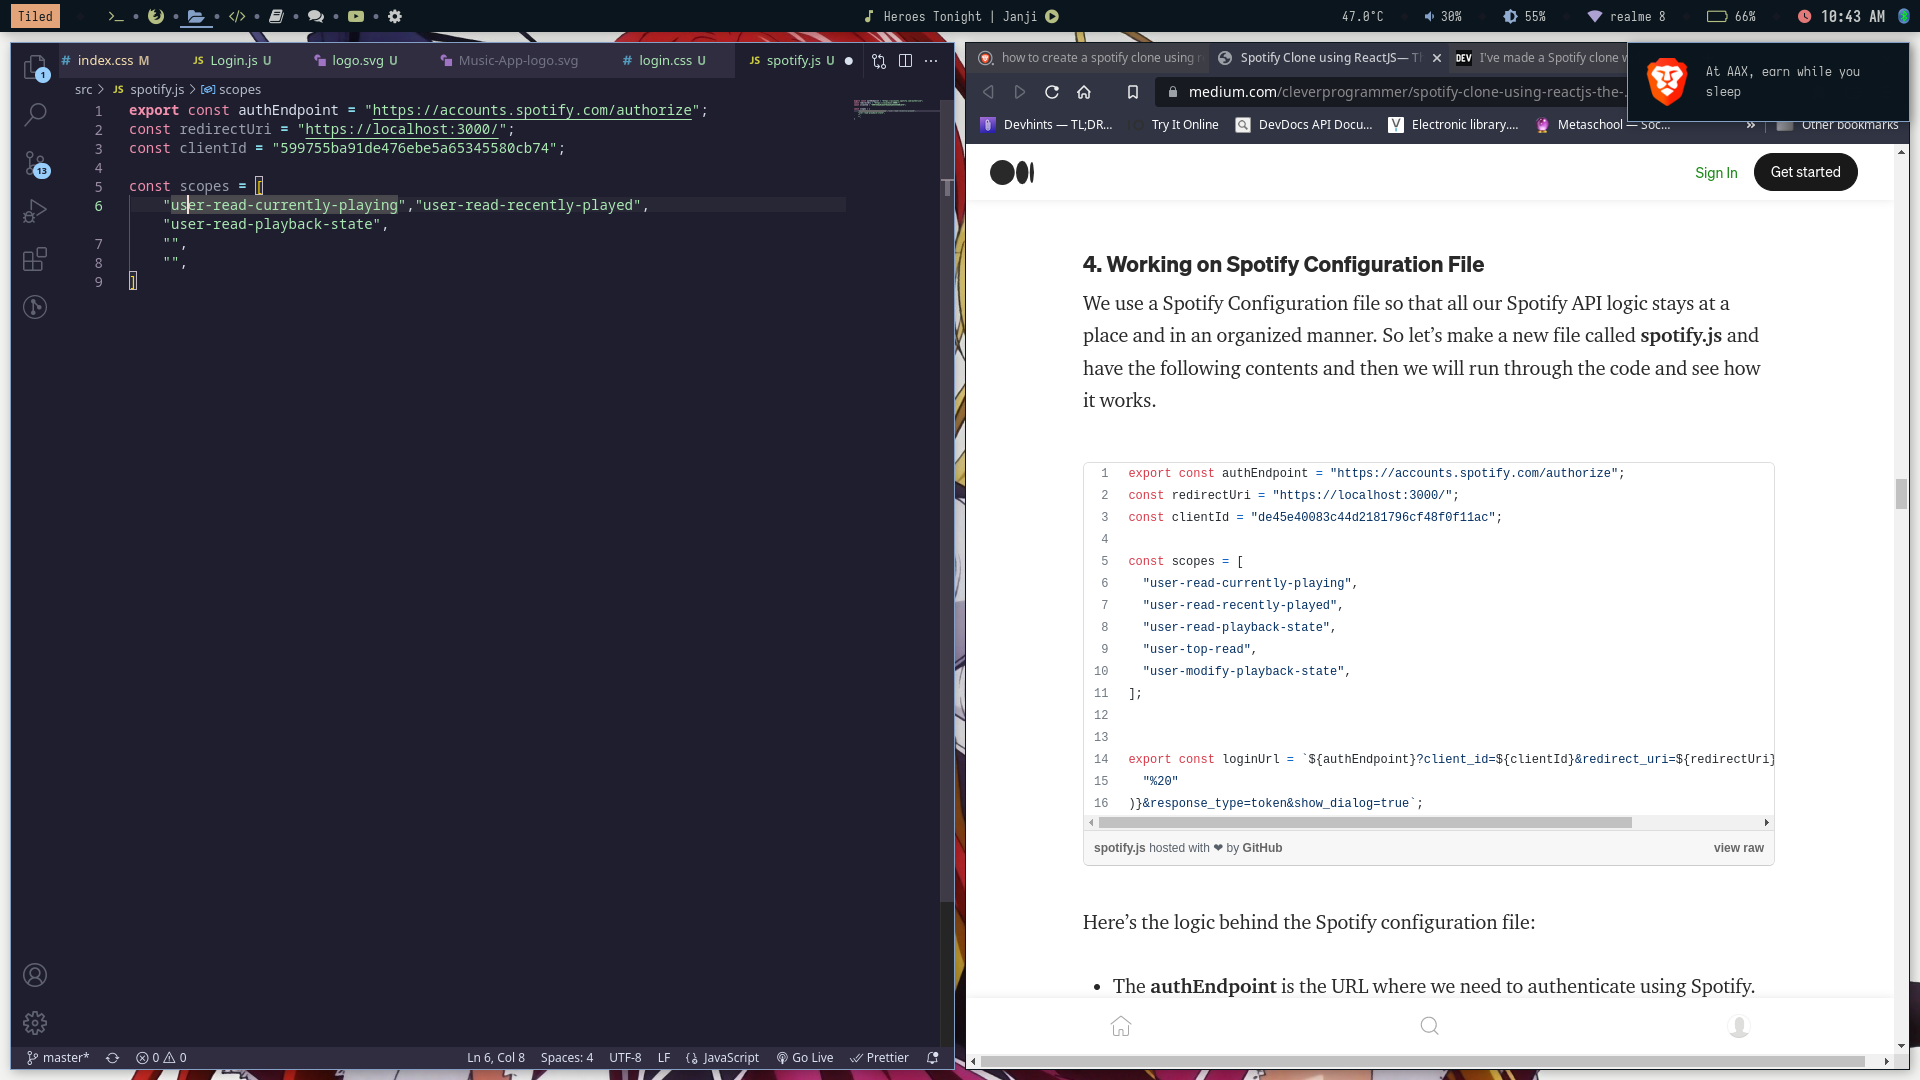 Tiled
Heroes Tonight | Janji
47.0°C
30%
55%
realme 8
66%
10:43 AM
index.css M
JS Login.js U
logo.svg U
Music-App-logo.svg
# login.css U
JS spotify.js U
src > JS spotify.js > scopes
1 export const authEndpoint = "https://accounts.spotify.com/authorize";
2 const redirectUri = "https://localhost:3000/";
3 const clientId = "599755ba91de476ebe5a65345580cb74";
4
5 const scopes = [
6 "user-read-currently-playing","user-read-recently-played",
"user-read-playback-state",
7 "",
8 "",
9 ]
1
13
master* 0 0
Ln 6, Col 8 Spaces: 4 UTF-8 LF JavaScript Go Live Prettier
how to create a spotify clone using r
Spotify Clone using ReactJS— Th
DEV I've made a Spotify clone w
At AAX, earn while you
sleep
medium.com/cleverprogrammer/spotify-clone-using-reactjs-the-
Devhints — TL;DR...
Try It Online
DevDocs API Docu...
Electronic library....
Metaschool — Soc...
»
Other bookmarks
Sign In
Get started
4. Working on Spotify Configuration File
We use a Spotify Configuration file so that all our Spotify API logic stays at a
place and in an organized manner. So let’s make a new file called spotify.js and
have the following contents and then we will run through the code and see how
it works.
1 export const authEndpoint = "https://accounts.spotify.com/authorize";
2 const redirectUri = "https://localhost:3000/";
3 const clientId = "de45e40083c44d2181796cf48f0f11ac";
4
5 const scopes = [
6 "user-read-currently-playing",
7 "user-read-recently-played",
8 "user-read-playback-state",
9 "user-top-read",
10 "user-modify-playback-state",
11 ];
12
13
14 export const loginUrl = `${authEndpoint}?client_id=${clientId}&redirect_uri=${redirectUri}
15 "%20"
16 )}&response_type=token&show_dialog=true`;
spotify.js hosted with ❤ by GitHub
view raw
Here’s the logic behind the Spotify configuration file:
• The authEndpoint is the URL where we need to authenticate using Spotify.